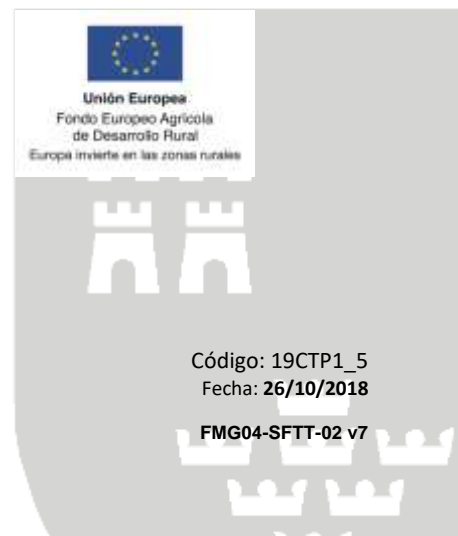 Unión Europea
Fondo Europeo Agrícola
de Desarrollo Rural
Europa invierte en las zonas rurales
Código: 19CTP1_5
Fecha: 26/10/2018
FMG04-SFTT-02 v7